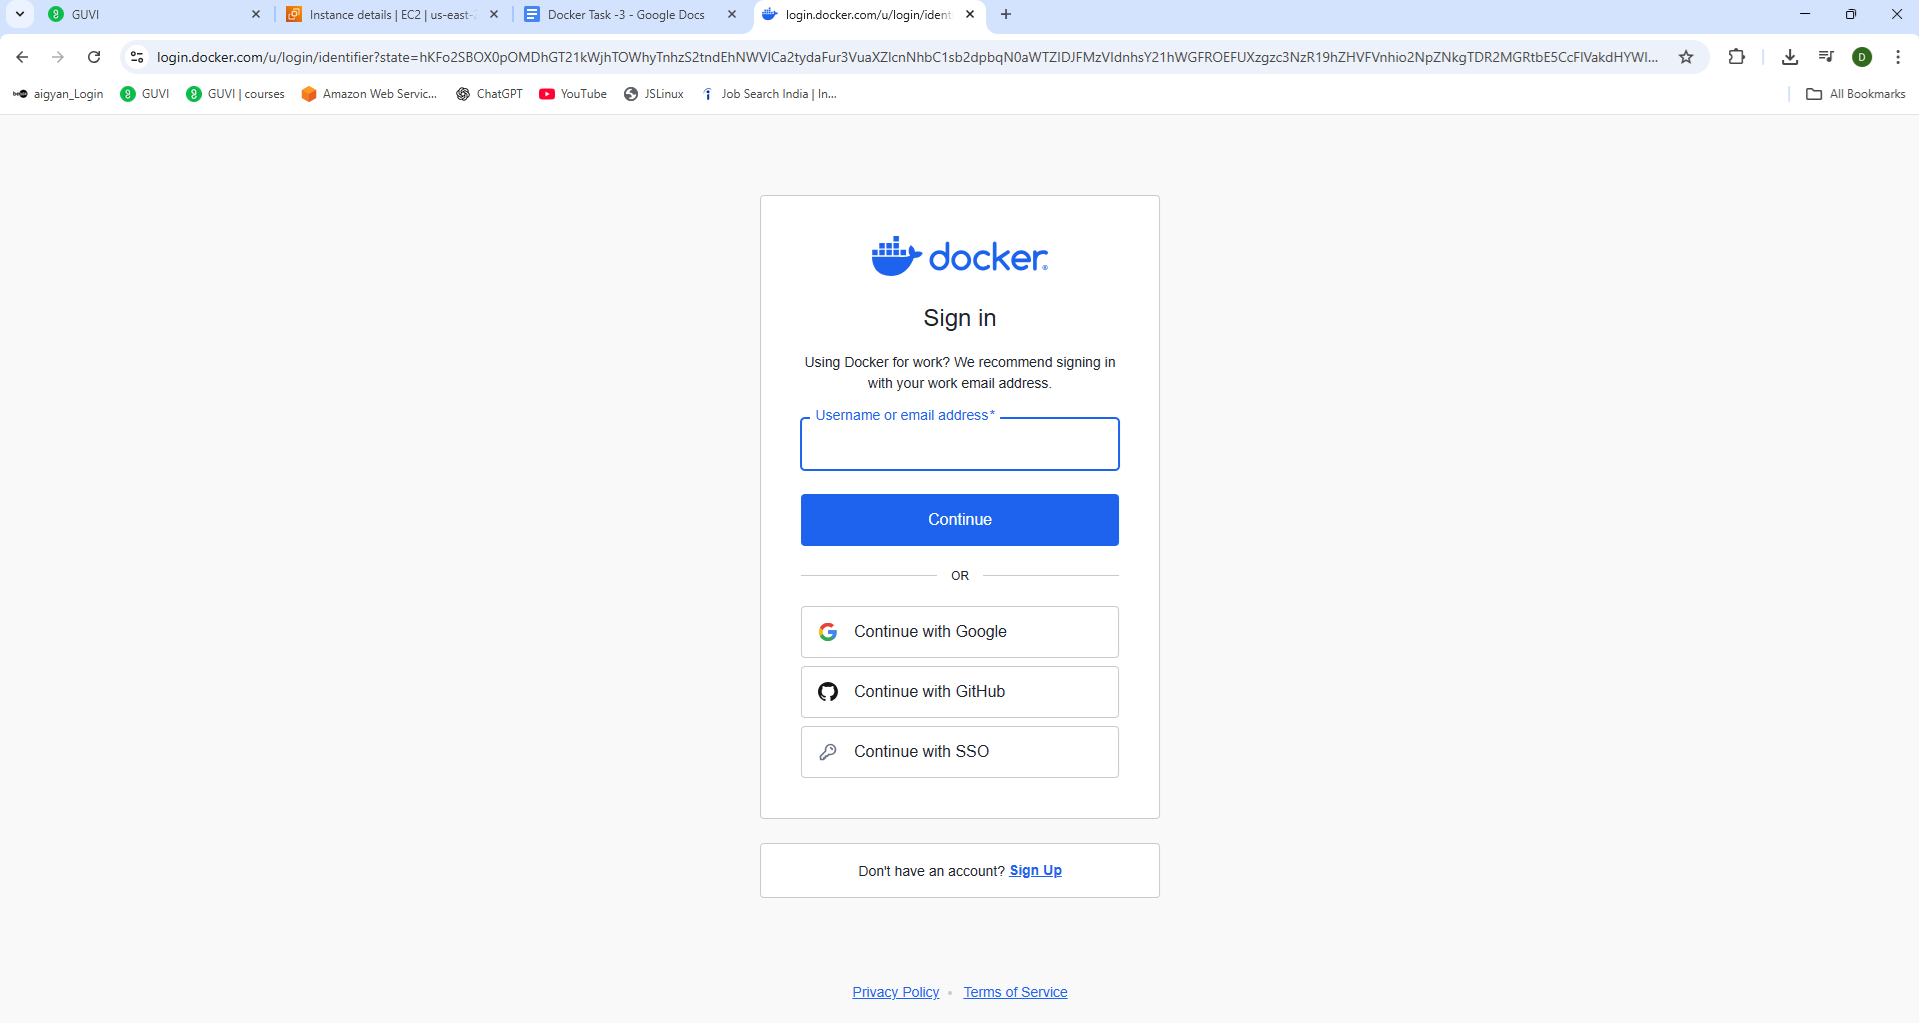 GUVI
Instance details | EC2 | us-east-
Docker Task -3 - Google Docs
login.docker.com/u/login/ident
login.docker.com/u/login/identifier?state=
aigyan_Login
GUVI
GUVI | courses
Amazon Web Servic...
ChatGPT
YouTube
JSLinux
Job Search India | In...
All Bookmarks
D
docker
Sign in
Using Docker for work? We recommend signing in
with your work email address.
Username or email address*
Continue
OR
Continue with Google
Continue with GitHub
Continue with SSO
Don't have an account? Sign Up
Privacy Policy • Terms of Service